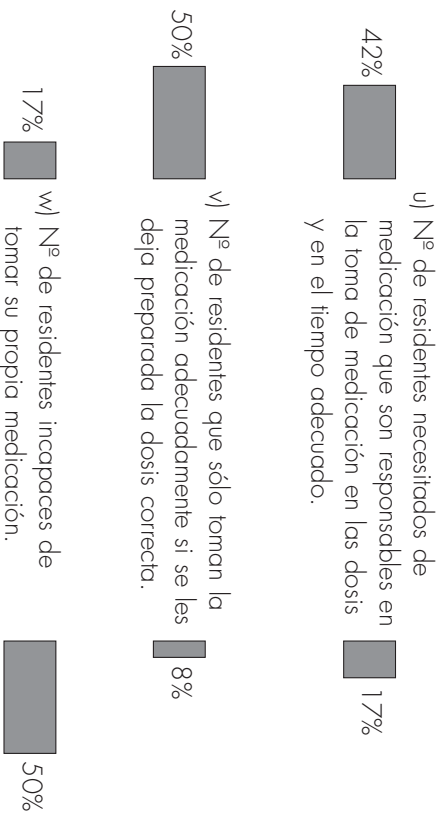 42%
u) Nº de residentes necesitados de
medicación que son responsables en
la toma de medicación en las dosis
y en el tiempo adecuado.
17%
50%
v) Nº de residentes que sólo toman la
medicación adecuadamente si se les
deja preparada la dosis correcta.
8%
17%
w) Nº de residentes incapaces de
tomar su propia medicación.
50%